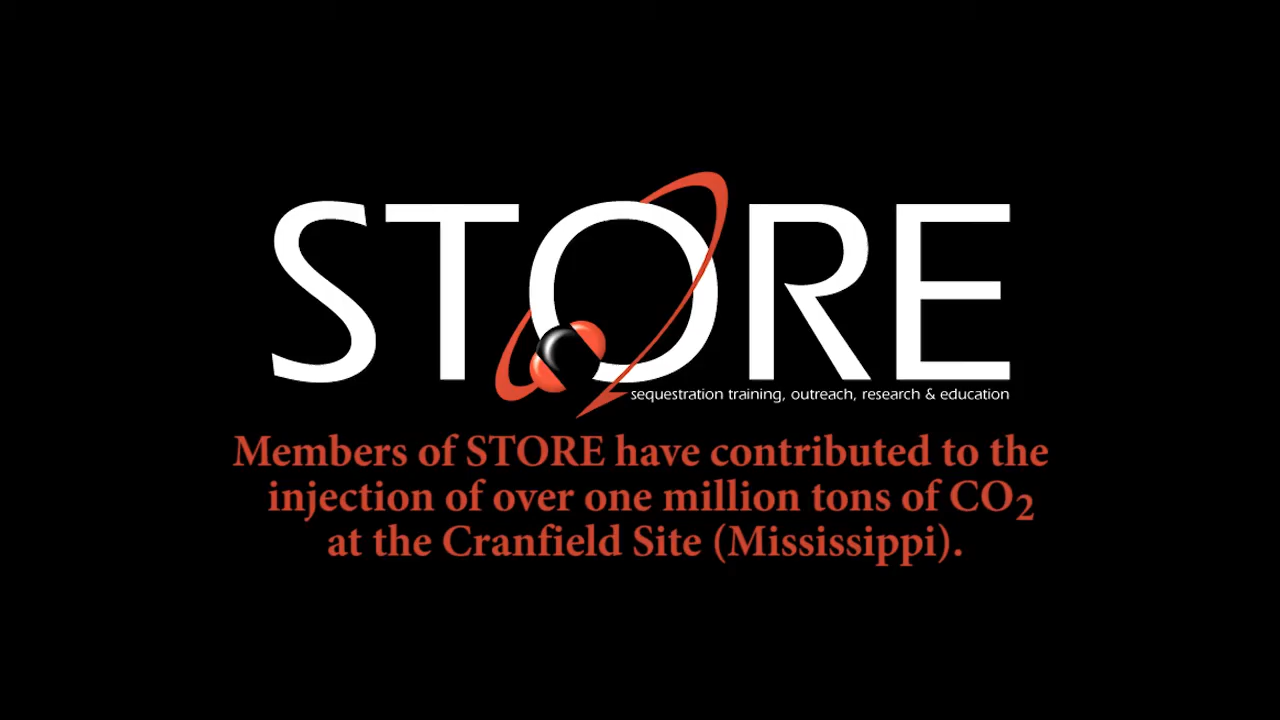 STORE
sequestration training, outreach, research & education
Members of STORE have contributed to the
injection of over one million tons of CO₂
at the Cranfield Site (Mississippi).